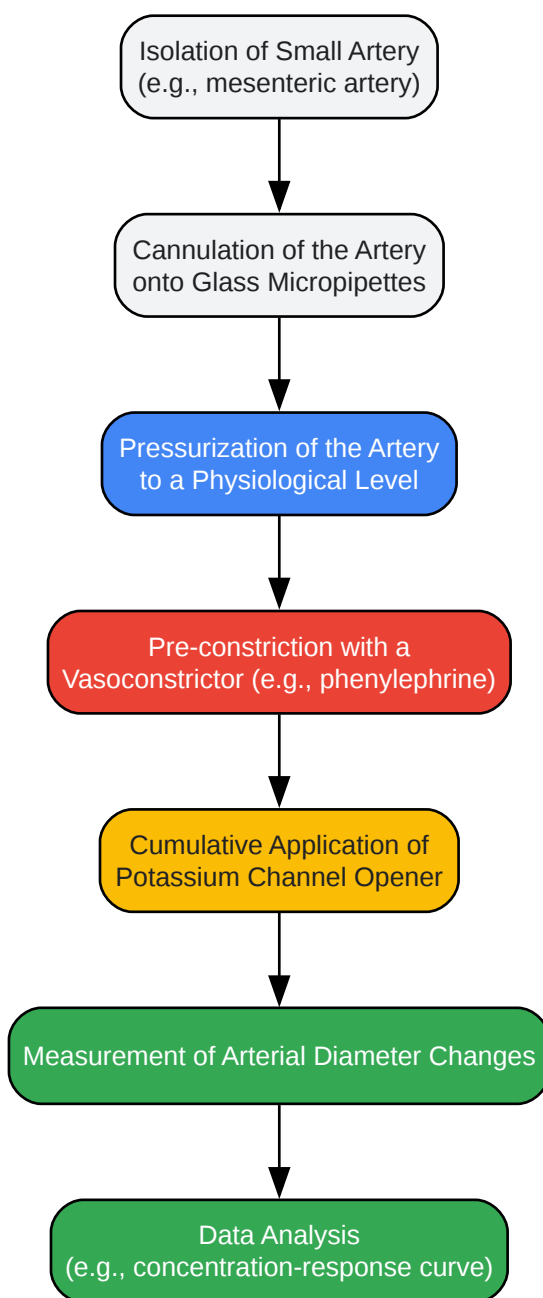 Isolation of Small Artery
(e.g., mesenteric artery)
Cannulation of the Artery
onto Glass Micropipettes
Pressurization of the Artery
to a Physiological Level
Pre-constriction with a
Vasoconstrictor (e.g., phenylephrine)
Cumulative Application of
Potassium Channel Opener
Measurement of Arterial Diameter Changes
Data Analysis
(e.g., concentration-response curve)